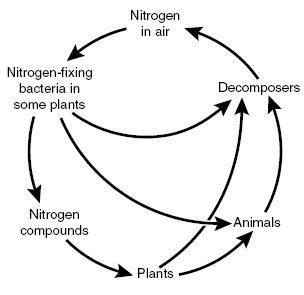 Nitrogen
in air
Nitrogen-fixing
bacteria in
some plants
Decomposers
Nitrogen
compounds
Animals
Plants